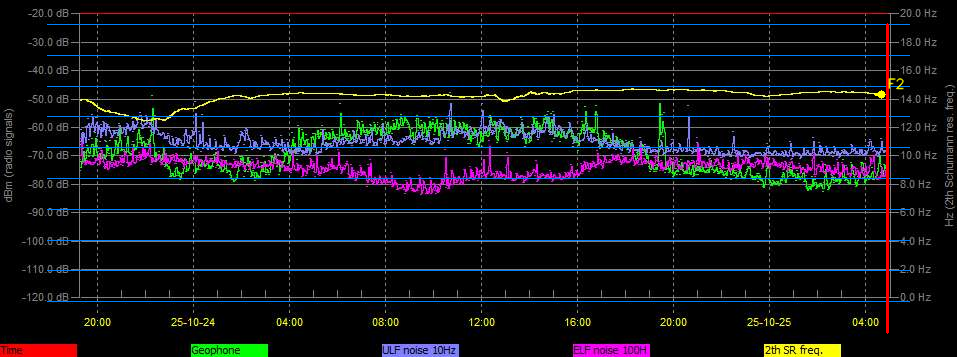 -20.0 dB 20.0 Hz
-30.0 dB 18.0 Hz
-40.0 dB 16.0 Hz
F2
-50.0 dB 14.0 Hz
-60.0 dB 12.0 Hz
-70.0 dB 10.0 Hz
-80.0 dB 8.0 Hz
-90.0 dB 6.0 Hz
-100.0 dB 4.0 Hz
-110.0 dB 2.0 Hz
-120.0 dB 0.0 Hz
dBm (radio signals)
Hz (2th Schumann res. freq.)
20:00 25-10-24 04:00 08:00 12:00 16:00 20:00 25-10-25 04:00
Time Geophone ULF noise 10Hz ELF noise 100H 2th SR freq.